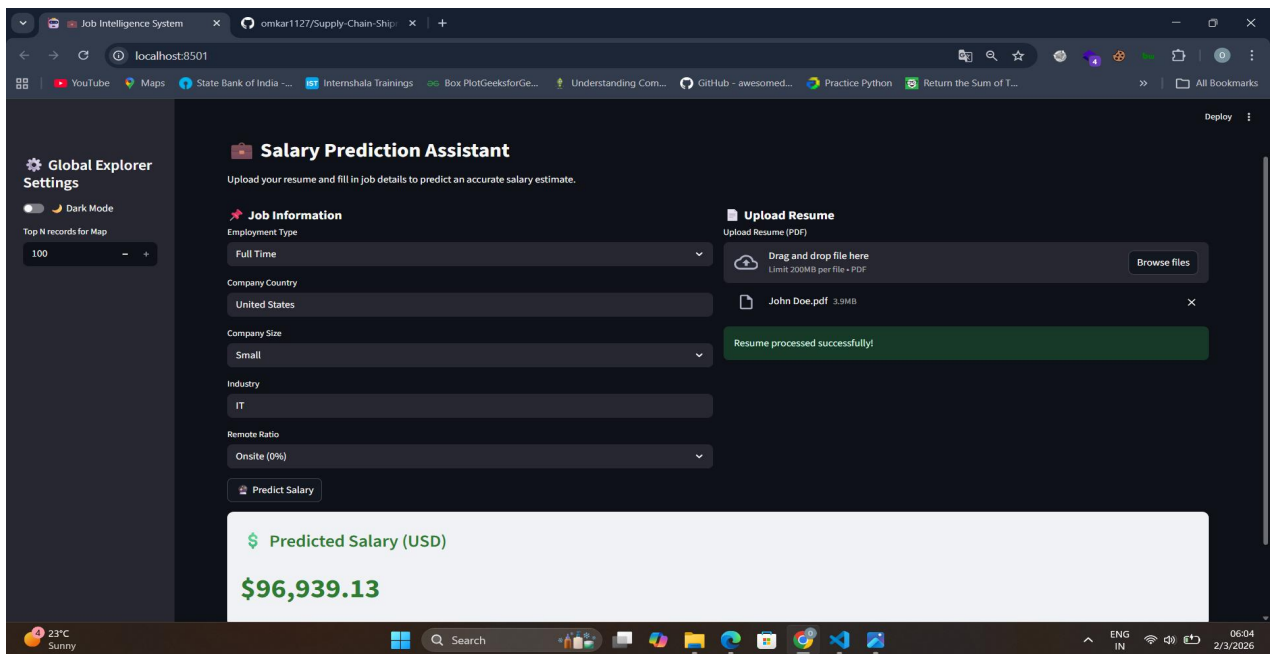 Job Intelligence System
omkar1127/Supply-Chain-Ship
localhost:8501
YouTube Maps State Bank of India -... Internshala Trainings Box PlotGeeksforGe... Understanding Com... GitHub - awesomed... Practice Python Return the Sum of T... All Bookmarks
Deploy
Global Explorer
Settings
Dark Mode
Top N records for Map
100
Salary Prediction Assistant
Upload your resume and fill in job details to predict an accurate salary estimate.
Job Information
Employment Type
Full Time
Company Country
United States
Company Size
Small
Industry
IT
Remote Ratio
Onsite (0%)
Predict Salary
Upload Resume
Upload Resume (PDF)
Drag and drop file here
Limit 200MB per file • PDF
Browse files
John Doe.pdf 3.9MB
Resume processed successfully!
$ Predicted Salary (USD)
$96,939.13
4
23°C
Sunny
Search
ENG
IN
06:04
2/3/2026